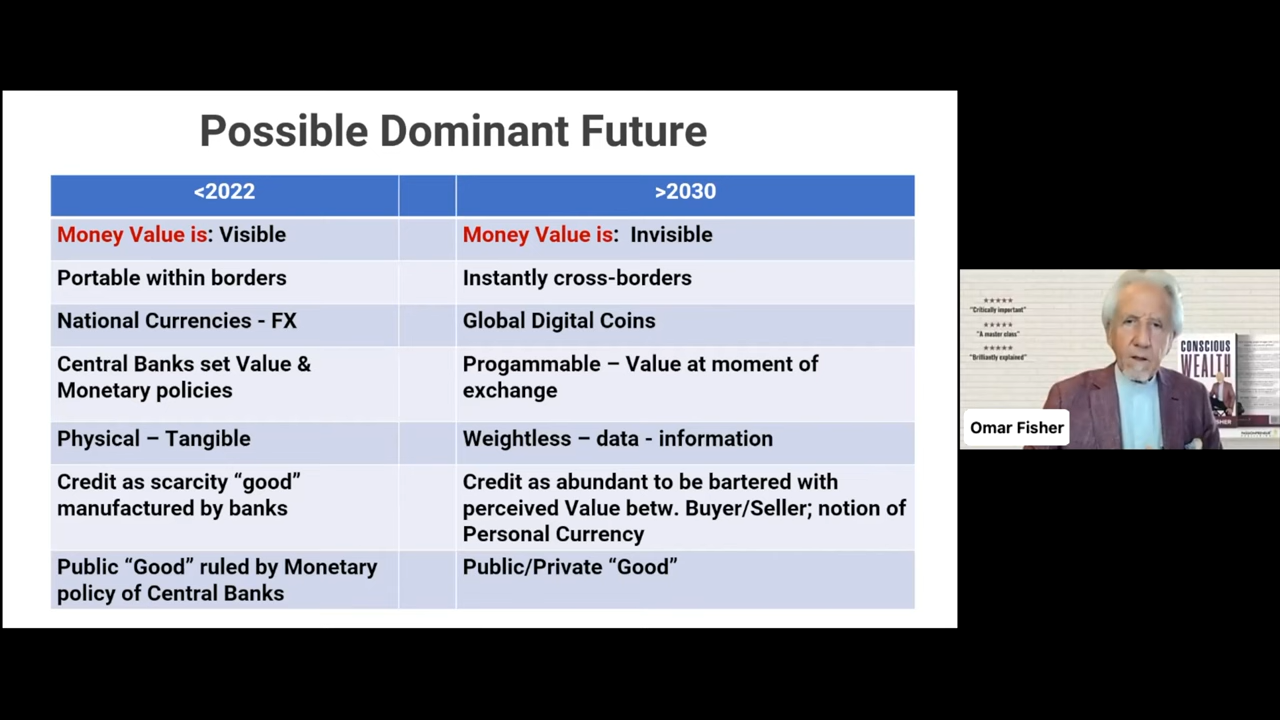 Possible Dominant Future
<2022
>2030
Money Value is: Visible
Money Value is:  Invisible
Portable within borders
Instantly cross-borders
National Currencies - FX
Global Digital Coins
Central Banks set Value &
Monetary policies
Progammable – Value at moment of
exchange
Physical – Tangible
Weightless – data - information
Credit as scarcity “good”
manufactured by banks
Credit as abundant to be bartered with
perceived Value betw. Buyer/Seller; notion of
Personal Currency
Public “Good” ruled by Monetary
policy of Central Banks
Public/Private “Good”
★★★★★
"Critically important"
★★★★★
"A master class"
★★★★★
"Brilliantly explained"
CONSCIOUS
WEALTH
Omar Fisher